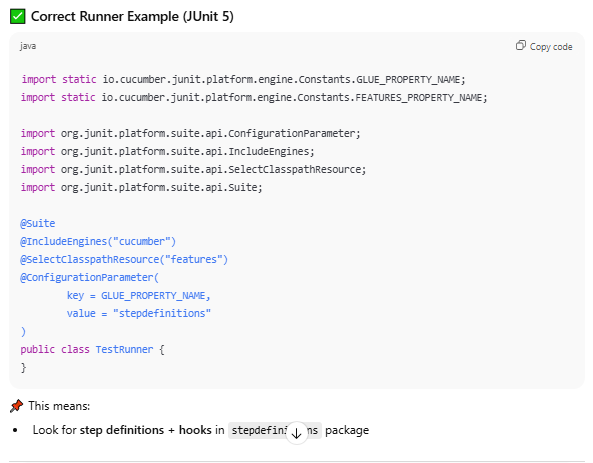 ✅ Correct Runner Example (JUnit 5)
java
Copy code
import static io.cucumber.junit.platform.engine.Constants.GLUE_PROPERTY_NAME;
import static io.cucumber.junit.platform.engine.Constants.FEATURES_PROPERTY_NAME;
import org.junit.platform.suite.api.ConfigurationParameter;
import org.junit.platform.suite.api.IncludeEngines;
import org.junit.platform.suite.api.SelectClasspathResource;
import org.junit.platform.suite.api.Suite;
@Suite
@IncludeEngines("cucumber")
@SelectClasspathResource("features")
@ConfigurationParameter(
key = GLUE_PROPERTY_NAME,
value = "stepdefinitions"
)
public class TestRunner {
}
📌 This means:
• Look for step definitions + hooks in package